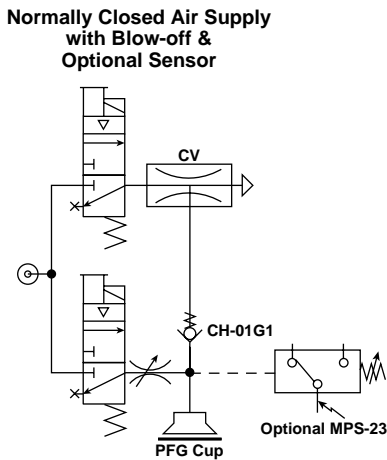 Normally Closed Air Supply
with Blow-off &
Optional Sensor
CV
CH-01G1
Optional MPS-23
PFG Cup